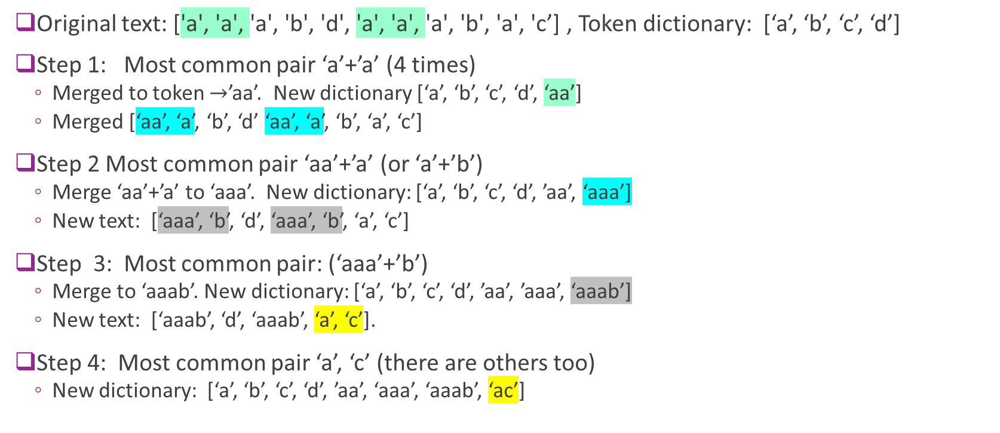 Original text: ['a', 'a', 'a', 'b', 'd', 'a', 'a', 'a', 'b', 'a', 'c’] , Token dictionary: [‘a’, ‘b’, ‘c’, ‘d’]
Step 1: Most common pair ‘a’+’a’ (4 times)
Merged to token →’aa’. New dictionary [‘a’, ‘b’, ‘c’, ‘d’, ‘aa’]
Merged [‘aa’, ‘a’, ‘b’, ‘d’ ‘aa’, ‘a’, ‘b’, ‘a’, ‘c’]
Step 2 Most common pair ‘aa’+’a’ (or ‘a’+’b’)
Merge ‘aa’+’a’ to ‘aaa’. New dictionary: [‘a’, ‘b’, ‘c’, ‘d’, ’aa’, ‘aaa’]
New text: [‘aaa’, ‘b’, ‘d’, ‘aaa’, ‘b’, ‘a’, ‘c’]
Step 3: Most common pair: (‘aaa’+’b’)
Merge to ‘aaab’. New dictionary: [‘a’, ‘b’, ‘c’, ‘d’, ’aa’, ’aaa’, ‘aaab’]
New text: [‘aaab’, ‘d’, ‘aaab’, ‘a’, ‘c’].
Step 4: Most common pair ‘a’, ‘c’ (there are others too)
New dictionary: [‘a’, ‘b’, ‘c’, ‘d’, ’aa’, ‘aaa’, ‘aaab’, ‘ac’]